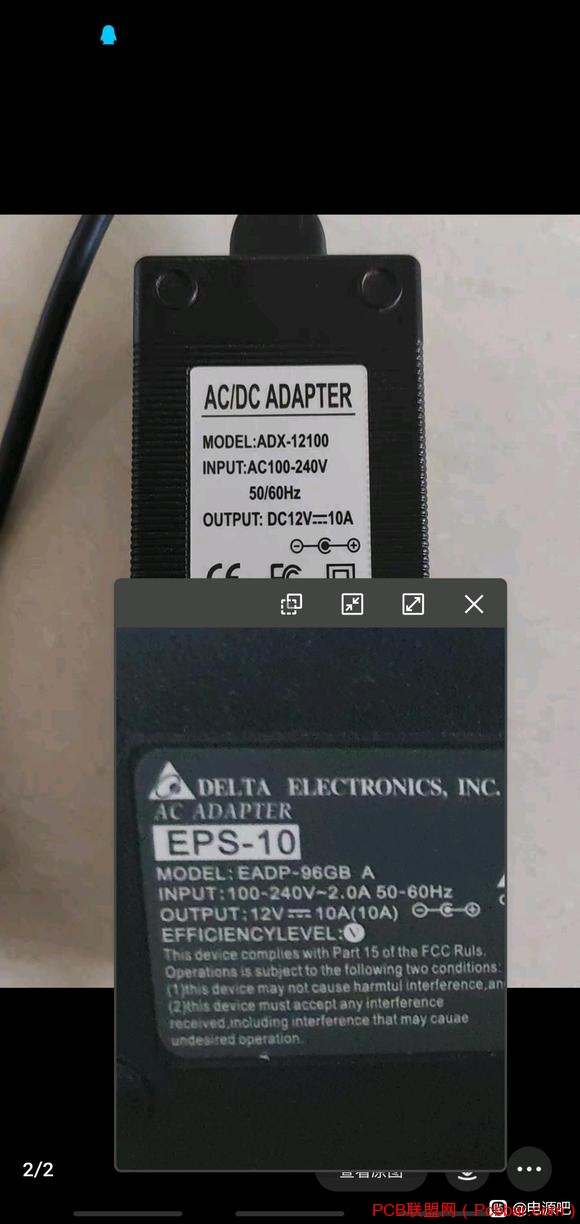 AC/DC ADAPTER
MODEL:ADX-12100
INPUT:AC100-240V
50/60Hz
OUTPUT: DC12V⎓10A
CE FC
DELTA ELECTRONICS, INC.
AC ADAPTER
EPS-10
MODEL:EADP-96GB A
INPUT:100-240V~2.0A 50-60Hz
OUTPUT:12V⎓10A(10A)
EFFICIENCYLEVEL:V
This device complies with Part 15 of the FCC Ruls.
Operations is subject to the following two conditions:
(1)this device may not cause harmtul interference,an
(2)this device must accept any interference
received,including interference that may cauae
undesired operation.
2/2
查看原图
@电源吧
PCB联盟网（Pcbbar.com）